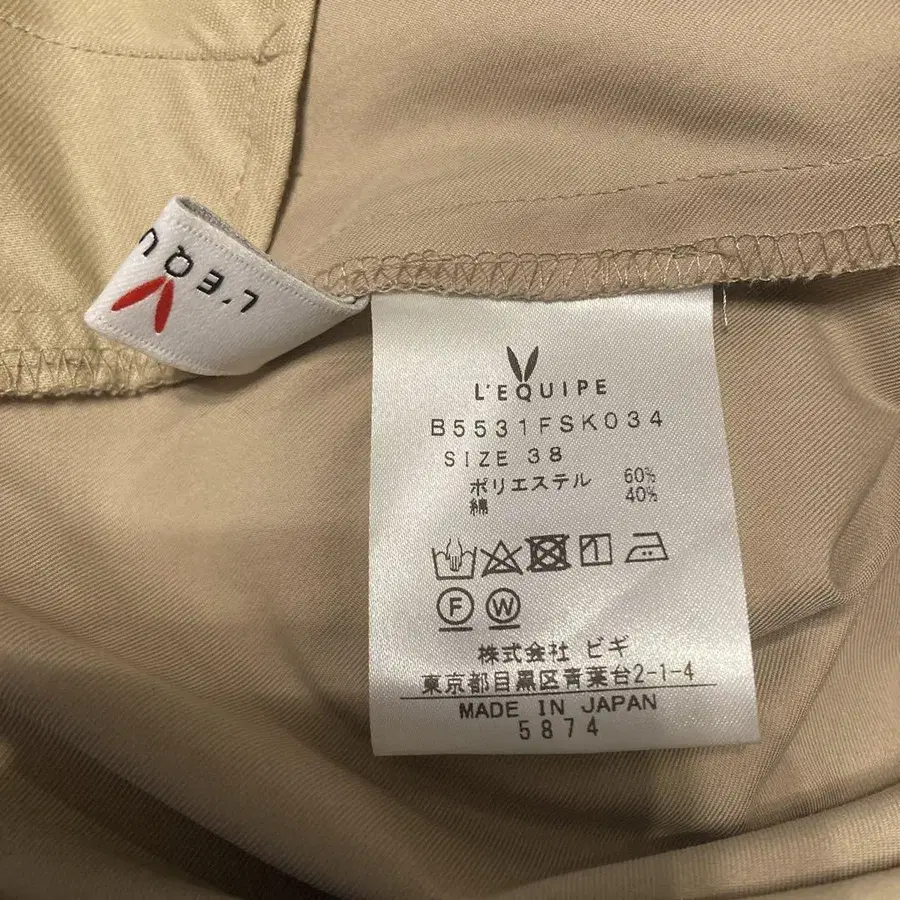 L'EQU
L'EQUIPE
B5531FSK034
SIZE 38
ポリエステル 60%
綿 40%
F W
株式会社 ビギ
東京都目黒区青葉台2-1-4
MADE IN JAPAN
5874